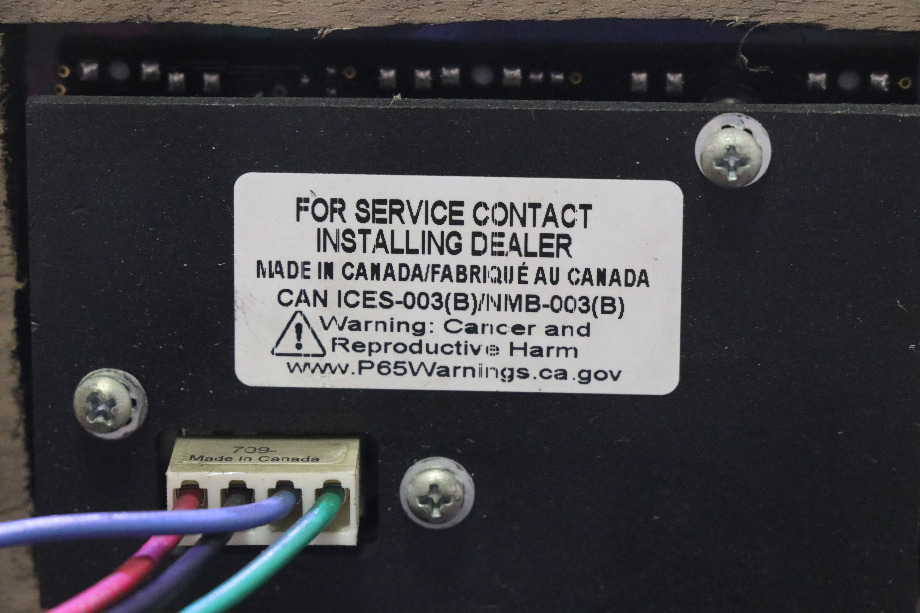 FOR SERVICE CONTACT
INSTALLING DEALER
MADE IN CANADA/FABRIQUÉ AU CANADA
CAN ICES-003(B)/NMB-003(B)
Warning: Cancer and
Reproductive Harm
www.P65Warnings.ca.gov
709-
Made in Canada